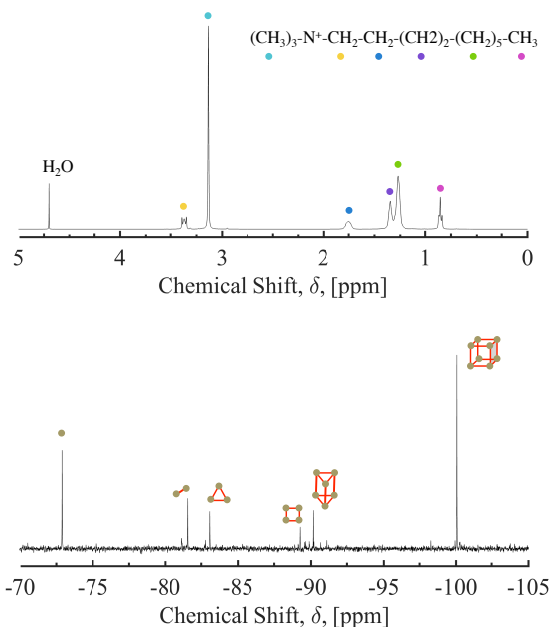 (CH₃)₃-N⁺-CH₂-CH₂-(CH2)₂-(CH₂)₅-CH₃
H₂O
5 4 3 2 1 0
Chemical Shift, δ, [ppm]
-70 -75 -80 -85 -90 -95 -100 -105
Chemical Shift, δ, [ppm]